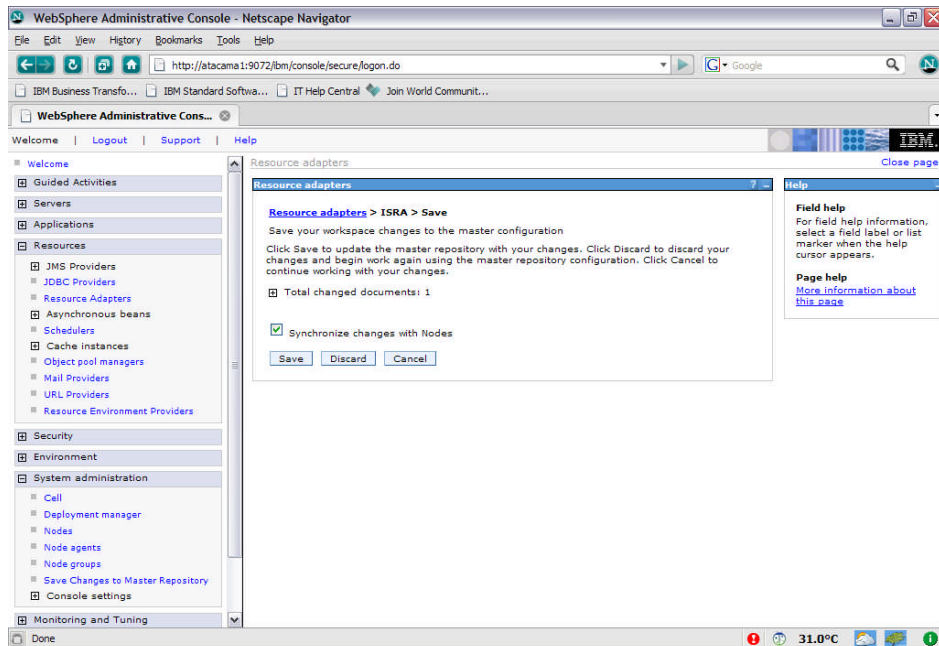 WebSphere Administrative Console - Netscape Navigator
File Edit View History Bookmarks Tools Help
http://atacama1:9072/ibm/console/secure/logon.do
G Google
IBM Business Transfo... IBM Standard Softwa... IT Help Central Join World Communit...
WebSphere Administrative Cons...
Welcome | Logout | Support | Help
IBM.
Welcome
Guided Activities
Servers
Applications
Resources
JMS Providers
JDBC Providers
Resource Adapters
Asynchronous beans
Schedulers
Cache instances
Object pool managers
Mail Providers
URL Providers
Resource Environment Providers
Security
Environment
System administration
Cell
Deployment manager
Nodes
Node agents
Node groups
Save Changes to Master Repository
Console settings
Monitoring and Tuning
Resource adapters
Close page
Resource adapters ? -
Resource adapters > ISRA > Save
Save your workspace changes to the master configuration
Click Save to update the master repository with your changes. Click Discard to discard your
changes and begin work again using the master repository configuration. Click Cancel to
continue working with your changes.
Total changed documents: 1
Synchronize changes with Nodes
Save Discard Cancel
Help -
Field help
For field help information,
select a field label or list
marker when the help
cursor appears.
Page help
More information about
this page
Done
31.0°C